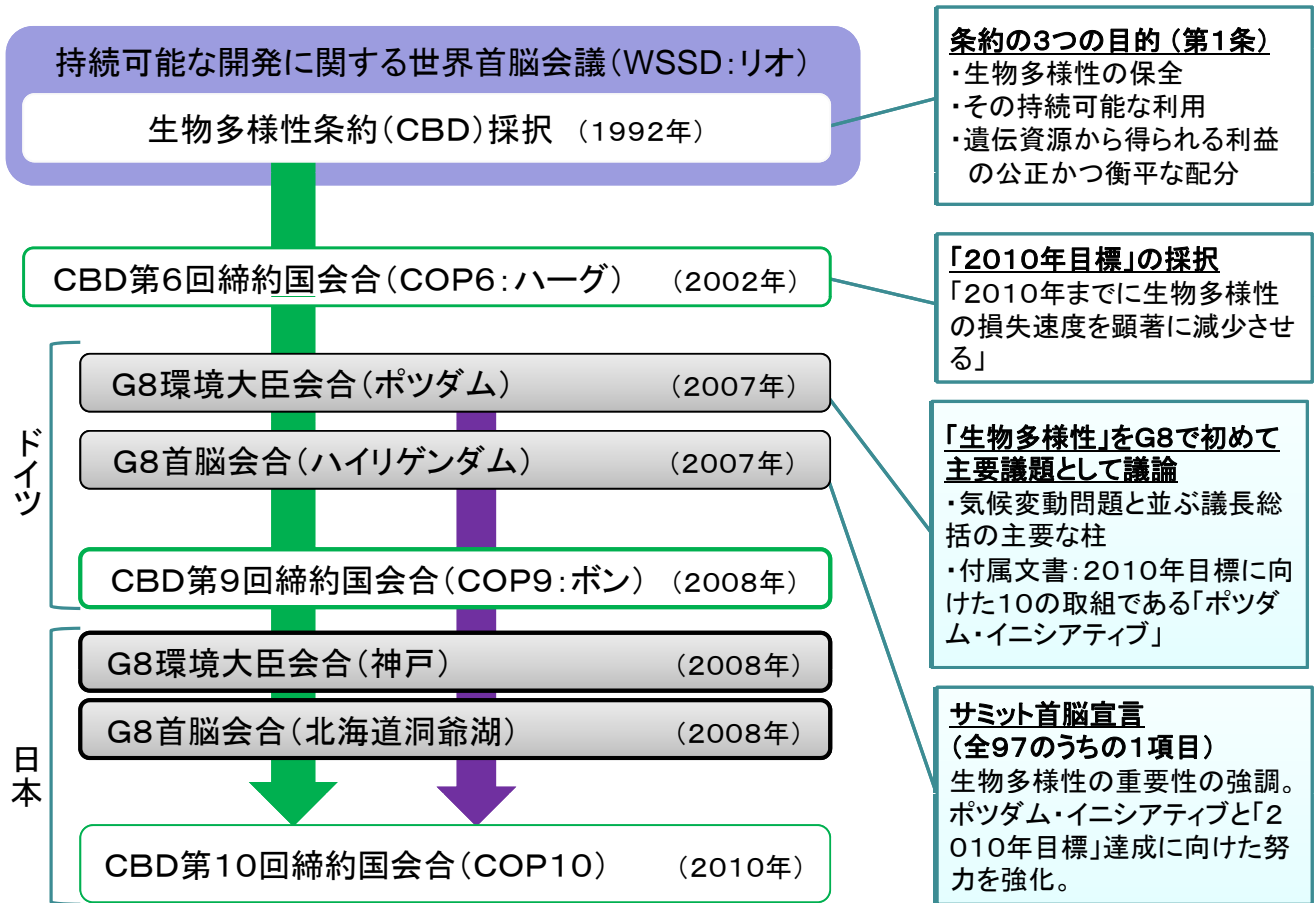 持続可能な開発に関する世界首脳会議(WSSD:リオ)
生物多様性条約(CBD)採択 (1992年)
条約の3つの目的 (第1条)
・生物多様性の保全
・その持続可能な利用
・遺伝資源から得られる利益
の公正かつ衡平な配分
CBD第6回締約国会合(COP6:ハーグ) (2002年)
「2010年目標」の採択
「2010年までに生物多様性
の損失速度を顕著に減少させ
る」
ドイツ
G8環境大臣会合(ポツダム) (2007年)
G8首脳会合(ハイリゲンダム) (2007年)
CBD第9回締約国会合(COP9:ボン) (2008年)
「生物多様性」をG8で初めて
主要議題として議論
・気候変動問題と並ぶ議長総
括の主要な柱
・付属文書:2010年目標に向
けた10の取組である「ポツダ
ム・イニシアティブ」
日本
G8環境大臣会合(神戸) (2008年)
G8首脳会合(北海道洞爺湖) (2008年)
CBD第10回締約国会合(COP10) (2010年)
サミット首脳宣言
(全97のうちの1項目)
生物多様性の重要性の強調。
ポツダム・イニシアティブと「2
010年目標」達成に向けた努
力を強化。